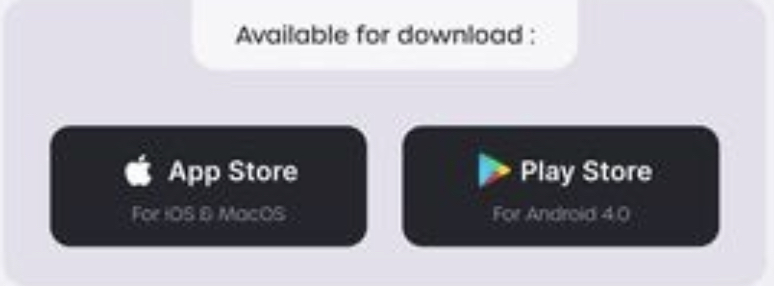 Available for download :
App Store
For iOS & MacOS
Play Store
For Android 4.0